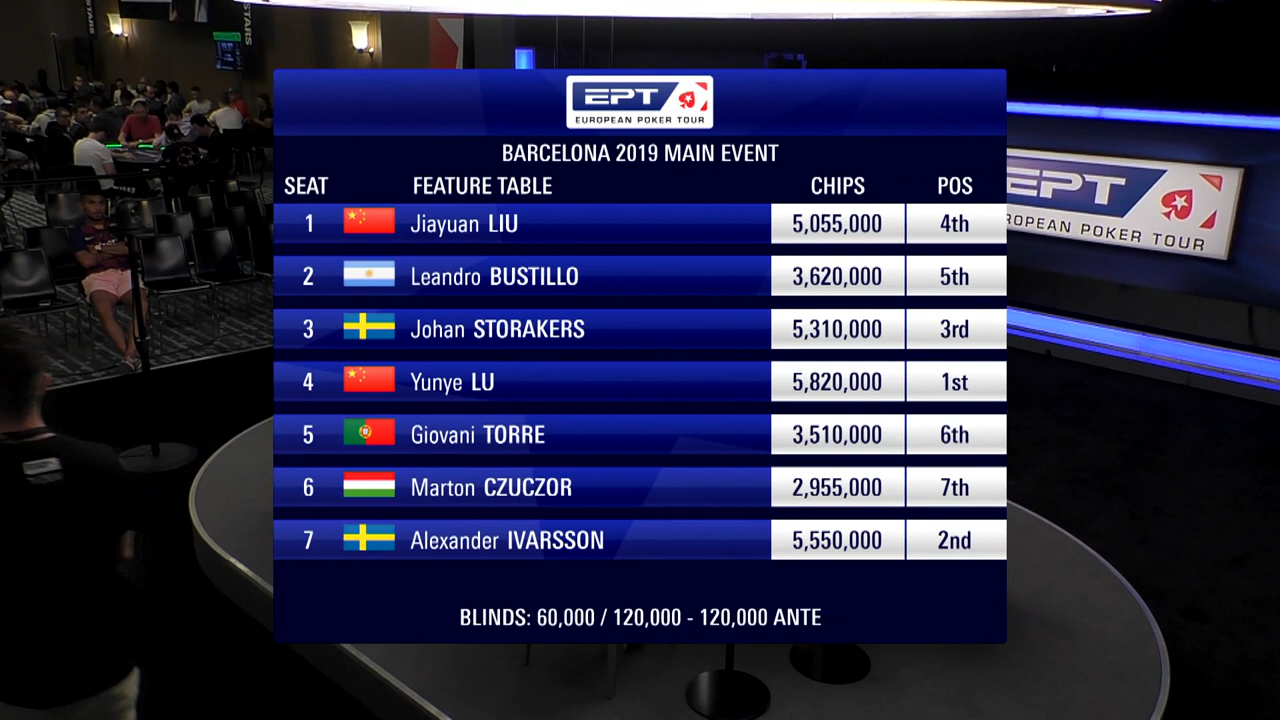 STARS
STARS
EPT
EUROPEAN POKER TOUR
BARCELONA 2019 MAIN EVENT
SEAT FEATURE TABLE CHIPS POS
1 Jiayuan LIU 5,055,000 4th
2 Leandro BUSTILLO 3,620,000 5th
3 Johan STORAKERS 5,310,000 3rd
4 Yunye LU 5,820,000 1st
5 Giovani TORRE 3,510,000 6th
6 Marton CZUCZOR 2,955,000 7th
7 Alexander IVARSSON 5,550,000 2nd
BLINDS: 60,000 / 120,000 - 120,000 ANTE
EPT
ROPEAN POKER TOUR